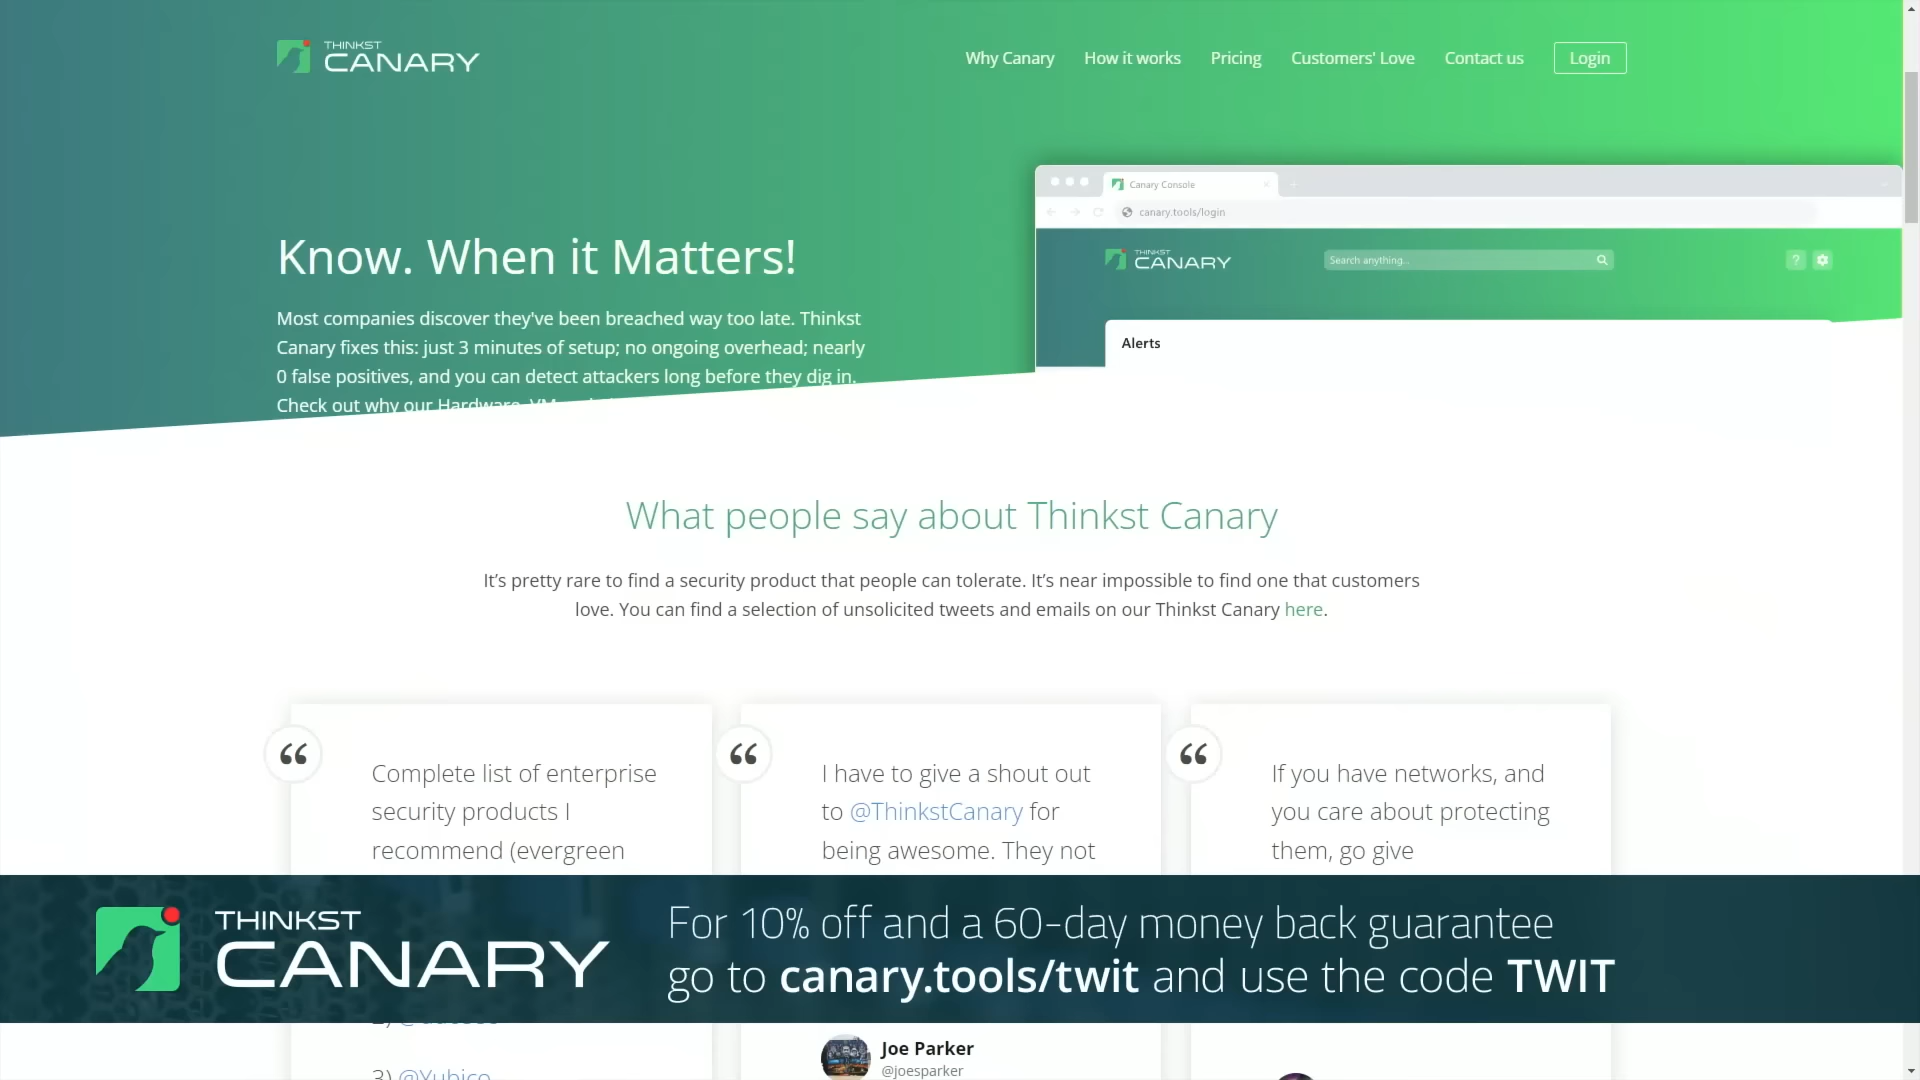 THINKST
CANARY
Why Canary
How it works
Pricing
Customers' Love
Contact us
Login
Canary Console
canary.tools/login
THINKST
CANARY
Search anything..
?
Alerts
Know. When it Matters!
Most companies discover they've been breached way too late. Thinkst
Canary fixes this: just 3 minutes of setup; no ongoing overhead; nearly
0 false positives, and you can detect attackers long before they dig in.
Check out why our Hardware, VM
What people say about Thinkst Canary
It's pretty rare to find a security product that people can tolerate. It's near impossible to find one that customers
love. You can find a selection of unsolicited tweets and emails on our Thinkst Canary here.
Complete list of enterprise
security products I
recommend (evergreen
I have to give a shout out
to @ThinkstCanary for
being awesome. They not
If you have networks, and
you care about protecting
them, go give
THINKST
CANARY
For 10% off and a 60-day money back guarantee
go to canary.tools/twit and use the code TWIT
3) @Yubico
Joe Parker
@joesparker